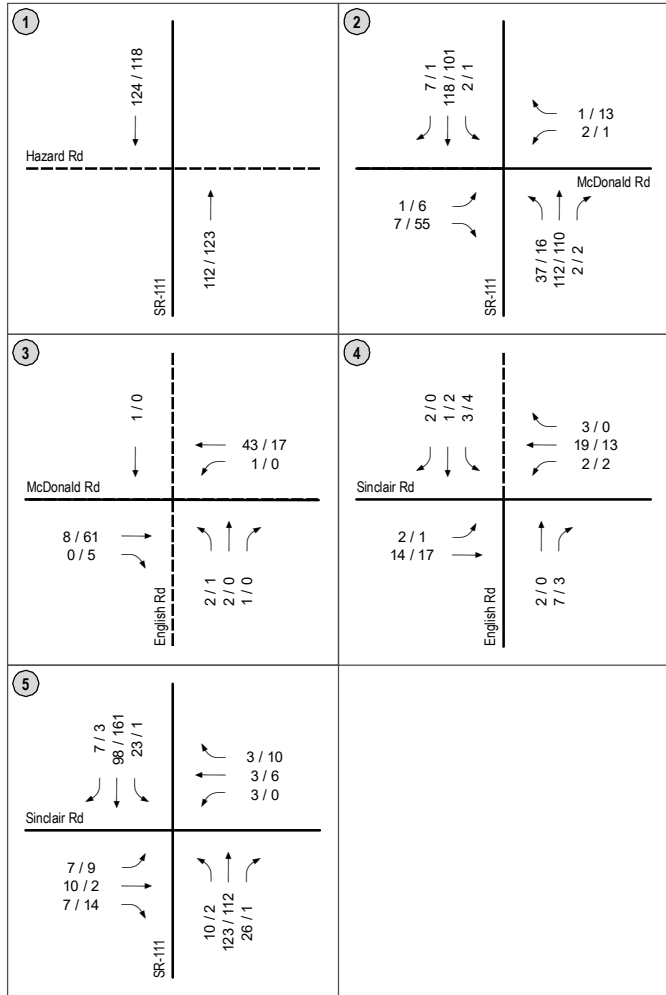 1
124 / 118
Hazard Rd
112 / 123
SR-111
2
7 / 1
118 / 101
2 / 1
1 / 13
2 / 1
McDonald Rd
1 / 6
7 / 55
37 / 16
112 / 110
2 / 2
SR-111
3
1 / 0
43 / 17
1 / 0
McDonald Rd
8 / 61
0 / 5
2 / 1
2 / 0
1 / 0
English Rd
4
2 / 0
1 / 2
3 / 4
3 / 0
19 / 13
2 / 2
Sinclair Rd
2 / 1
14 / 17
2 / 0
7 / 3
English Rd
5
7 / 3
98 / 161
23 / 1
3 / 10
3 / 6
3 / 0
Sinclair Rd
7 / 9
10 / 2
7 / 14
10 / 2
123 / 112
26 / 1
SR-111